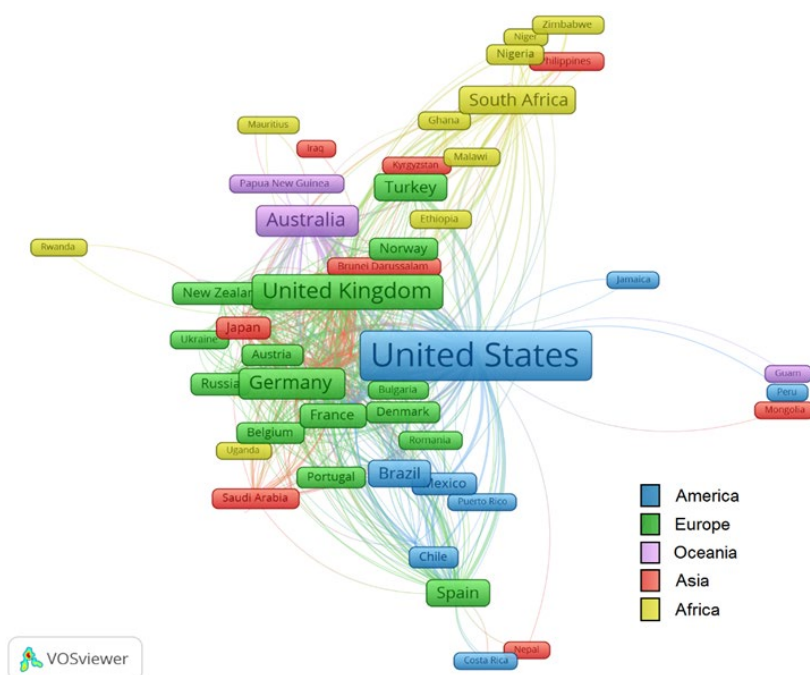 Zimbabwe
Niger
Nigeria
Philippines
South Africa
Ghana
Mauritius
Iraq
Malawi
Kyrgyzstan
Papua New Guinea
Turkey
Australia
Ethiopia
Rwanda
Norway
Brunei Darussalam
Jamaica
New Zealan
United Kingdom
Japan
Ukraine
Austria
United States
Guam
Russia
Germany
Bulgaria
Peru
Mongolia
France
Denmark
Belgium
Romania
Uganda
Portugal
Brazil
Mexico
Saudi Arabia
Puerto Rico
America
Europe
Chile
Oceania
Asia
Spain
Africa
Nepal
Costa Rica
VOSviewer